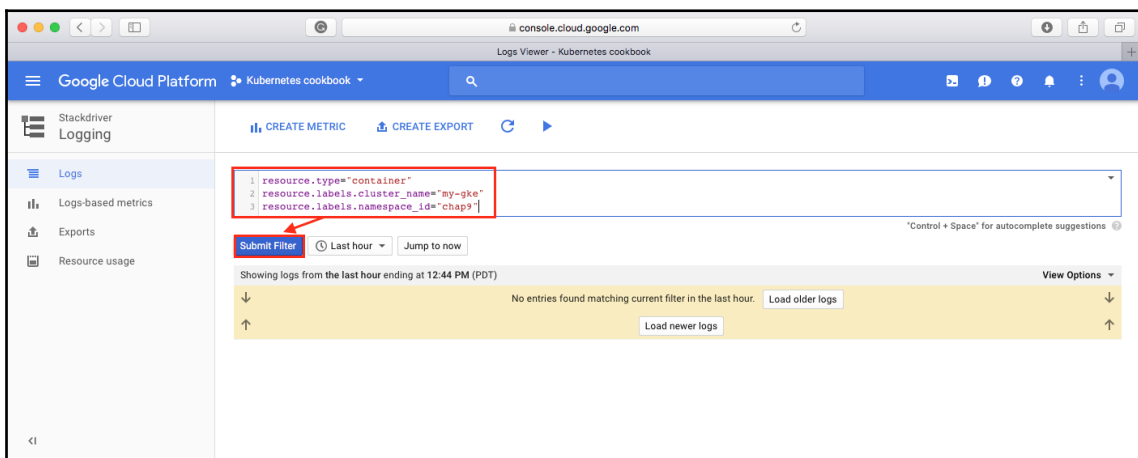 console.cloud.google.com
Logs Viewer - Kubernetes cookbook
Google Cloud Platform Kubernetes cookbook
Stackdriver
Logging
CREATE METRIC CREATE EXPORT
Logs
Logs-based metrics
Exports
Resource usage
1 resource.type="container"
2 resource.labels.cluster_name="my-gke"
3 resource.labels.namespace_id="chap9"
"Control + Space" for autocomplete suggestions
Submit Filter Last hour Jump to now
Showing logs from the last hour ending at 12:44 PM (PDT) View Options
No entries found matching current filter in the last hour. Load older logs
Load newer logs